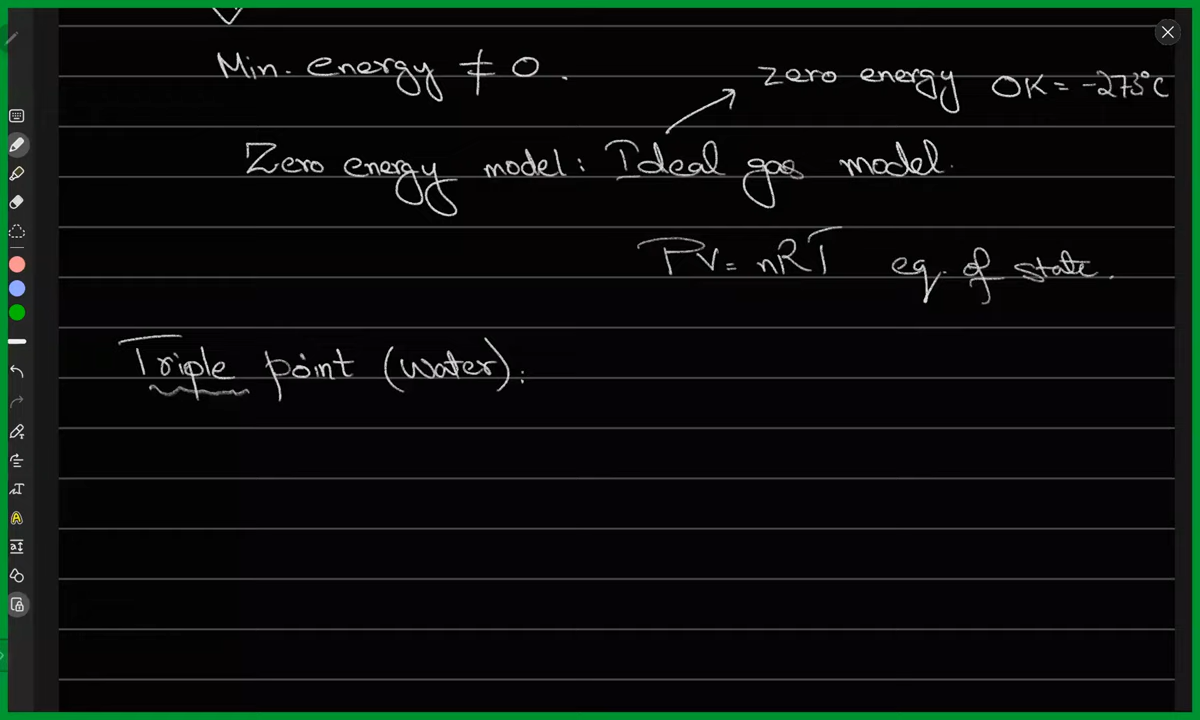 Min. energy ≠ 0.
zero energy 0K = -273°C
Zero energy model: Ideal gas model.
PV = nRT eq. of state.
Triple point (water):